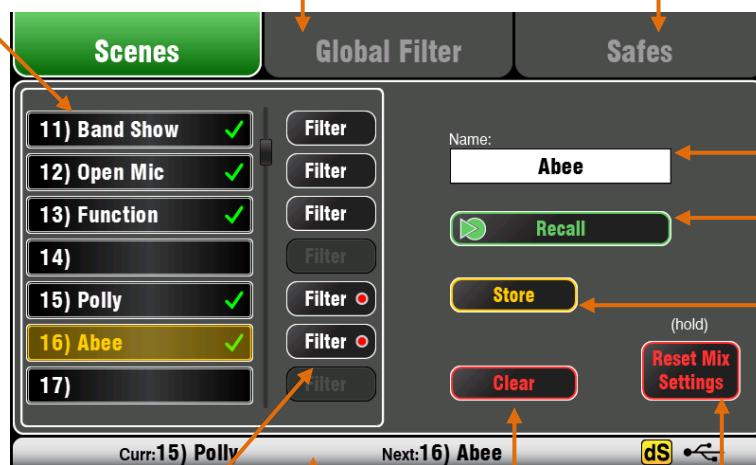 Scenes
Global Filter
Safes
11) Band Show
Filter
12) Open Mic
Filter
13) Function
Filter
14)
Filter
15) Polly
Filter
16) Abee
Filter
17)
Filter
Name:
Abee
Recall
Store
(hold)
Clear
Reset Mix
Settings
Curr:15) Polly
Next:16) Abee
dS